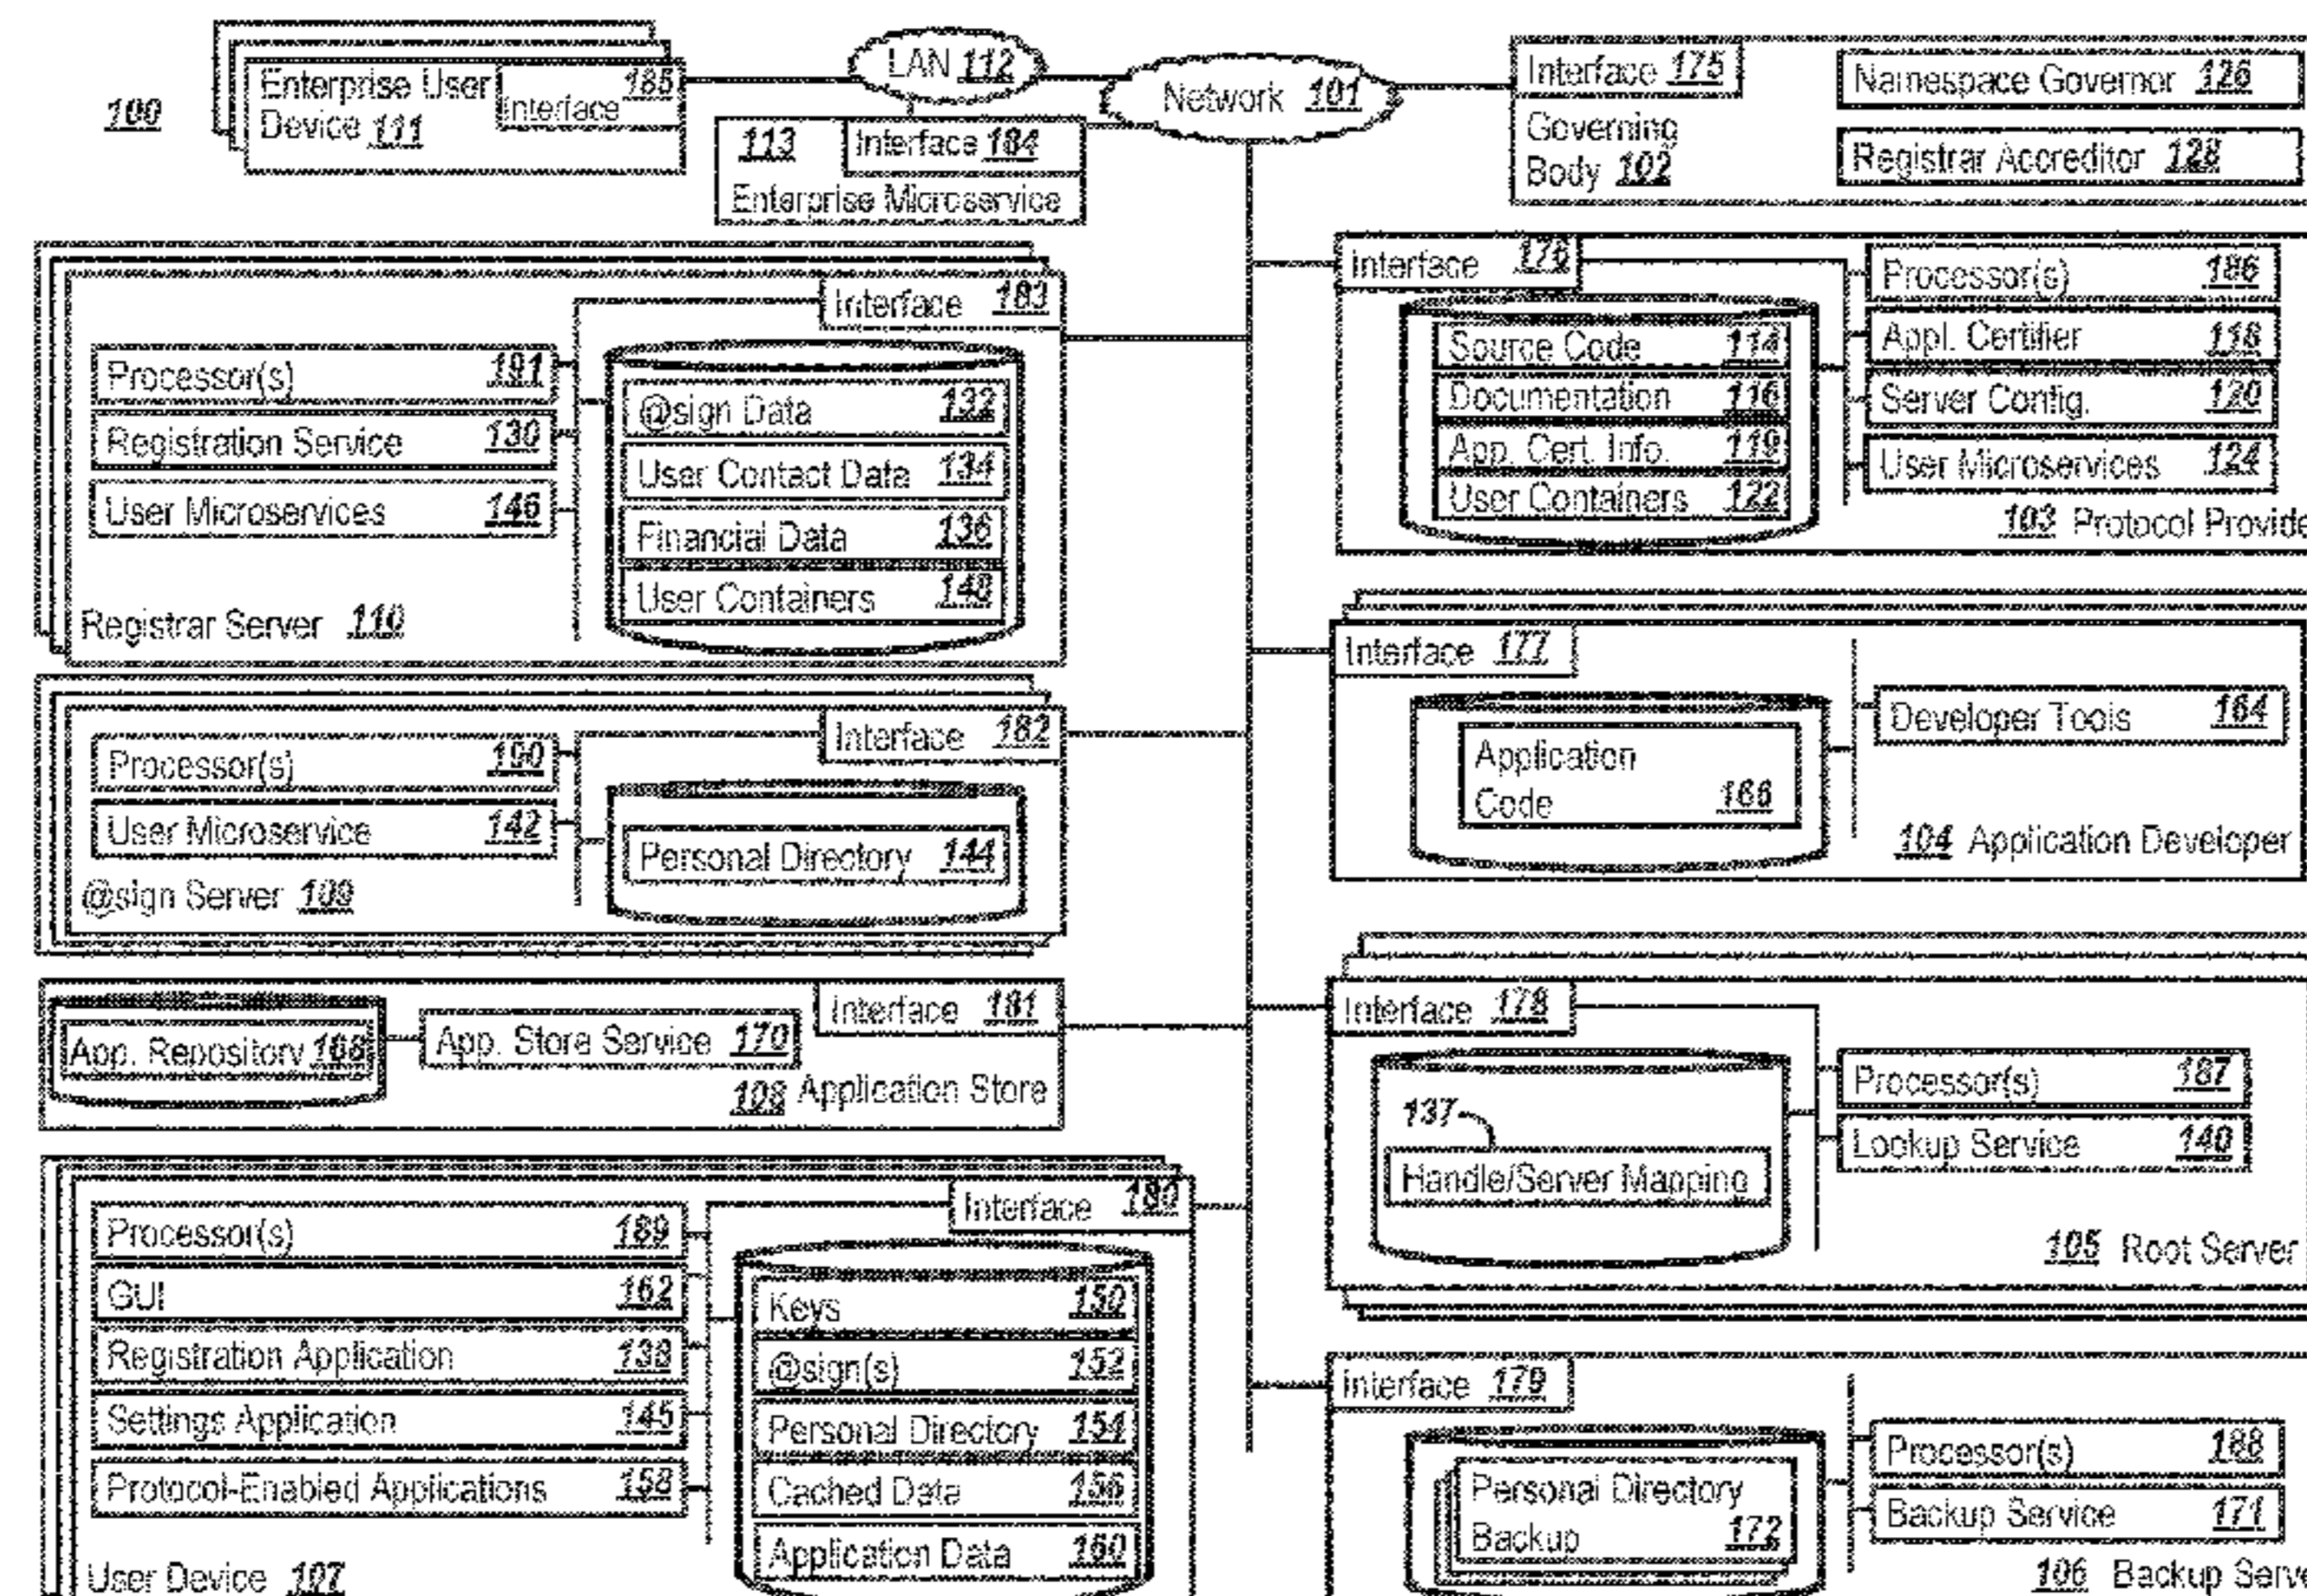 100
Enterprise User
Device 111
Interface 185
LAN 112
Network 101
113
Interface 184
Enterprise Microservice
Interface 175
Governing
Body 102
Namespace Governor 126
Registrar Accreditor 128
Interface 183
Processor(s) 191
Registration Service 130
User Microservices 146
@sign Data 132
User Contact Data 134
Financial Data 136
User Containers 148
Registrar Server 110
Interface 176
Source Code 114
Documentation 116
App. Cert. Info. 119
User Containers 122
Processor(s) 186
Appl. Certifier 118
Server Config. 120
User Microservices 124
103 Protocol Provide
Interface 182
Processor(s) 190
User Microservice 142
Personal Directory 144
@sign Server 109
Interface 177
Application
Code 166
Developer Tools 164
104 Application Developer
App. Repository 168
App. Store Service 170
Interface 181
108 Application Store
Interface 178
137
Handle/Server Mapping
Processor(s) 187
Lookup Service 140
105 Root Server
Interface 180
Processor(s) 189
GUI 162
Registration Application 138
Settings Application 145
Protocol-Enabled Applications 158
Keys 150
@sign(s) 152
Personal Directory 154
Cached Data 156
Application Data 160
User Device 107
Interface 179
Personal Directory
Backup 172
Processor(s) 188
Backup Service 171
106 Backup Serve